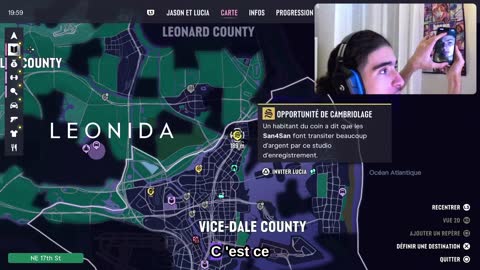 19:59
JASON ET LUCIA
CARTE
INFOS
PROGRESSION
LEONARD COUNTY
COUNTY
LEONIDA
189 m
OPPORTUNITÉ DE CAMBRIOLAGE
Un habitant du coin a dit que les
San4San font transiter beaucoup
d'argent par ce studio
d'enregistrement.
INVITER LUCIA
Océan Atlantique
VICE-DALE COUNTY
RECENTRER
VUE 2D
AJOUTER UN REPÈRE
DÉFINIR UNE DESTINATION
QUITTER
NE 17th St
C 'est ce